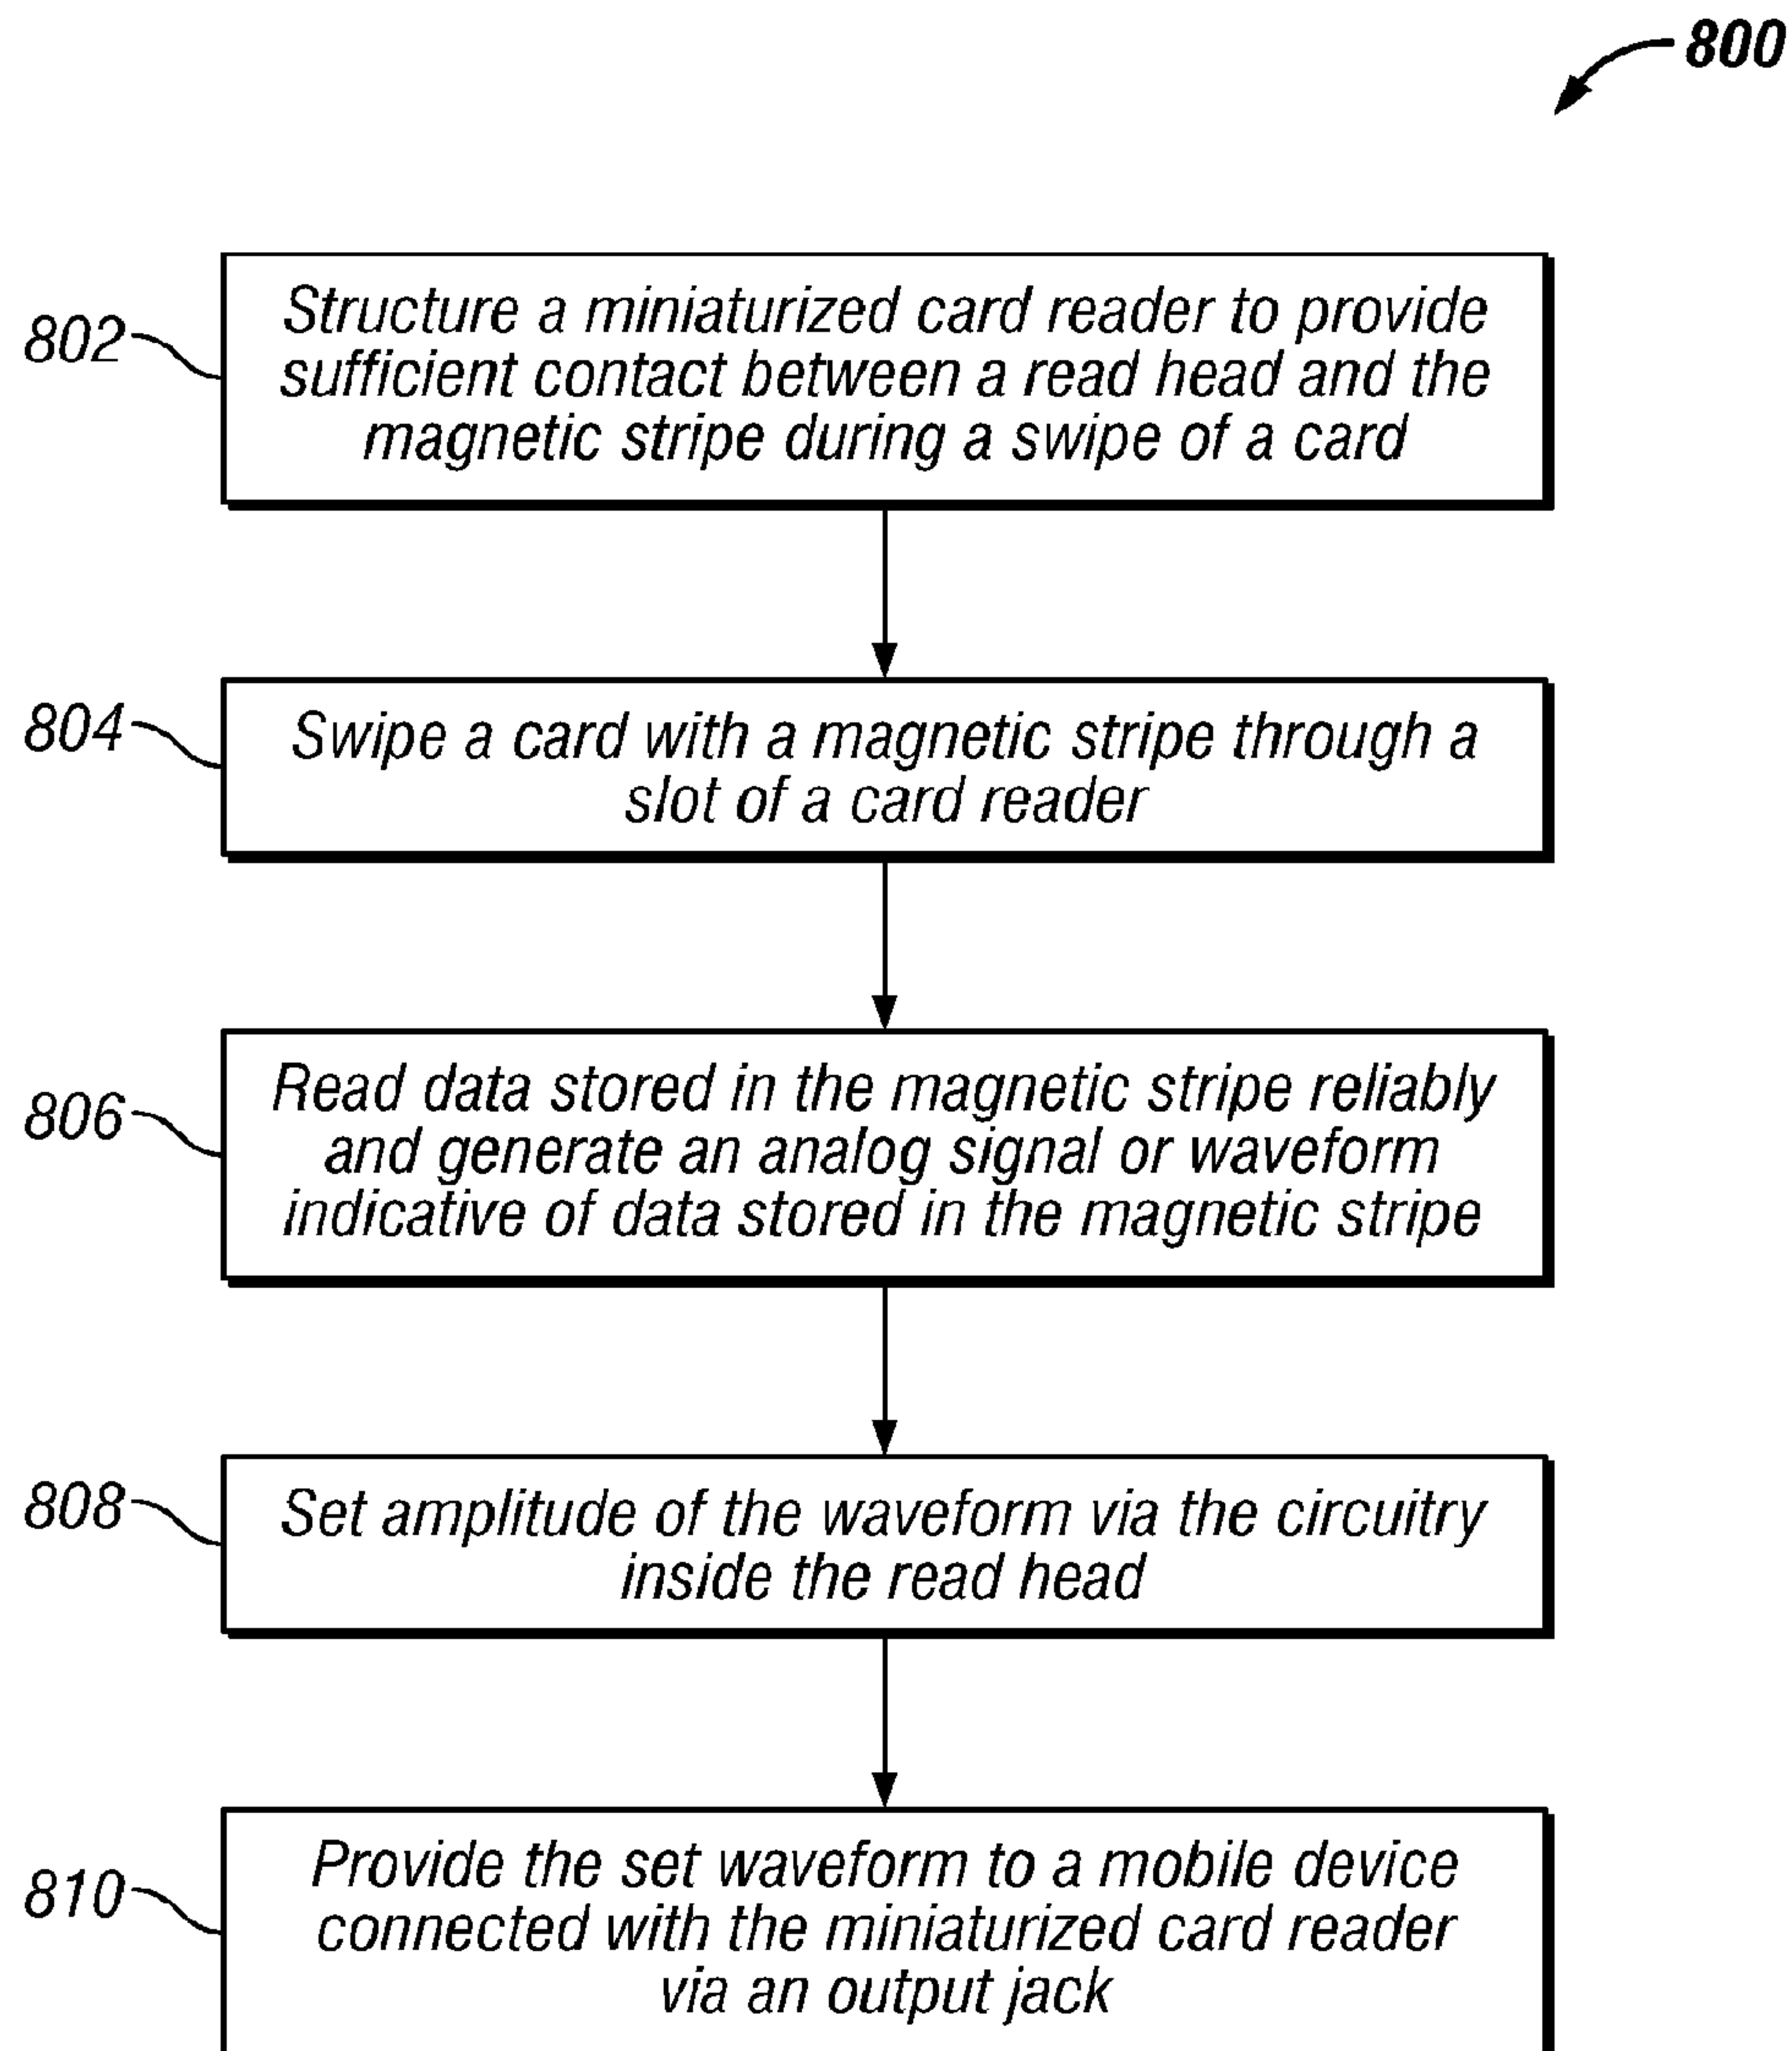 800
802
Structure a miniaturized card reader to provide
sufficient contact between a read head and the
magnetic stripe during a swipe of a card
804
Swipe a card with a magnetic stripe through a
slot of a card reader
806
Read data stored in the magnetic stripe reliably
and generate an analog signal or waveform
indicative of data stored in the magnetic stripe
808
Set amplitude of the waveform via the circuitry
inside the read head
810
Provide the set waveform to a mobile device
connected with the miniaturized card reader
via an output jack